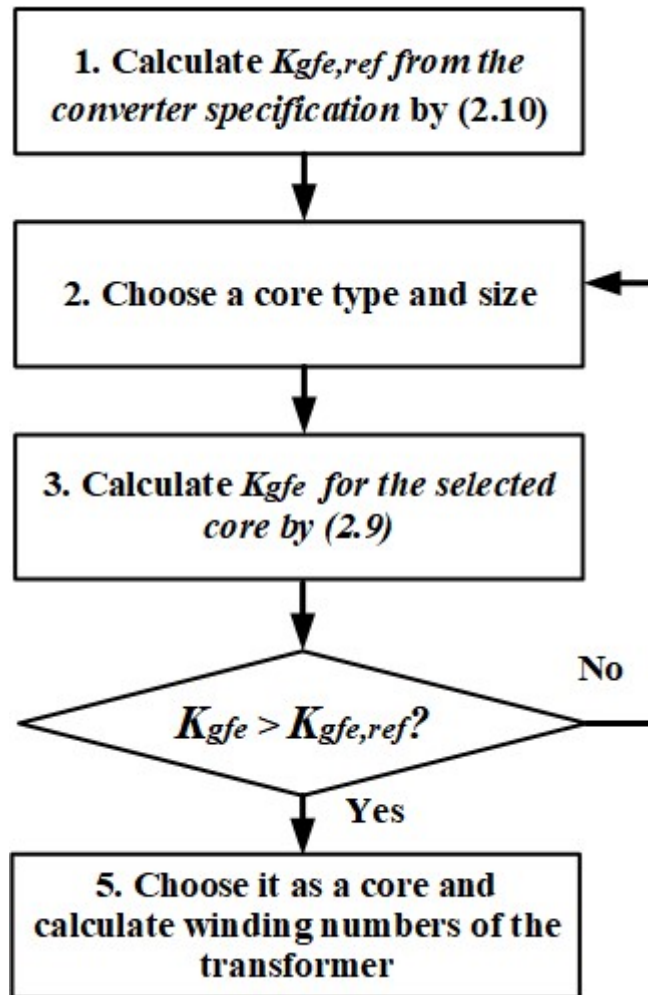 1. Calculate Kgfe,ref from the
converter specification by (2.10)
2. Choose a core type and size
3. Calculate Kgfe for the selected
core by (2.9)
No
Kgfe > Kgfe,ref?
Yes
5. Choose it as a core and
calculate winding numbers of the
transformer